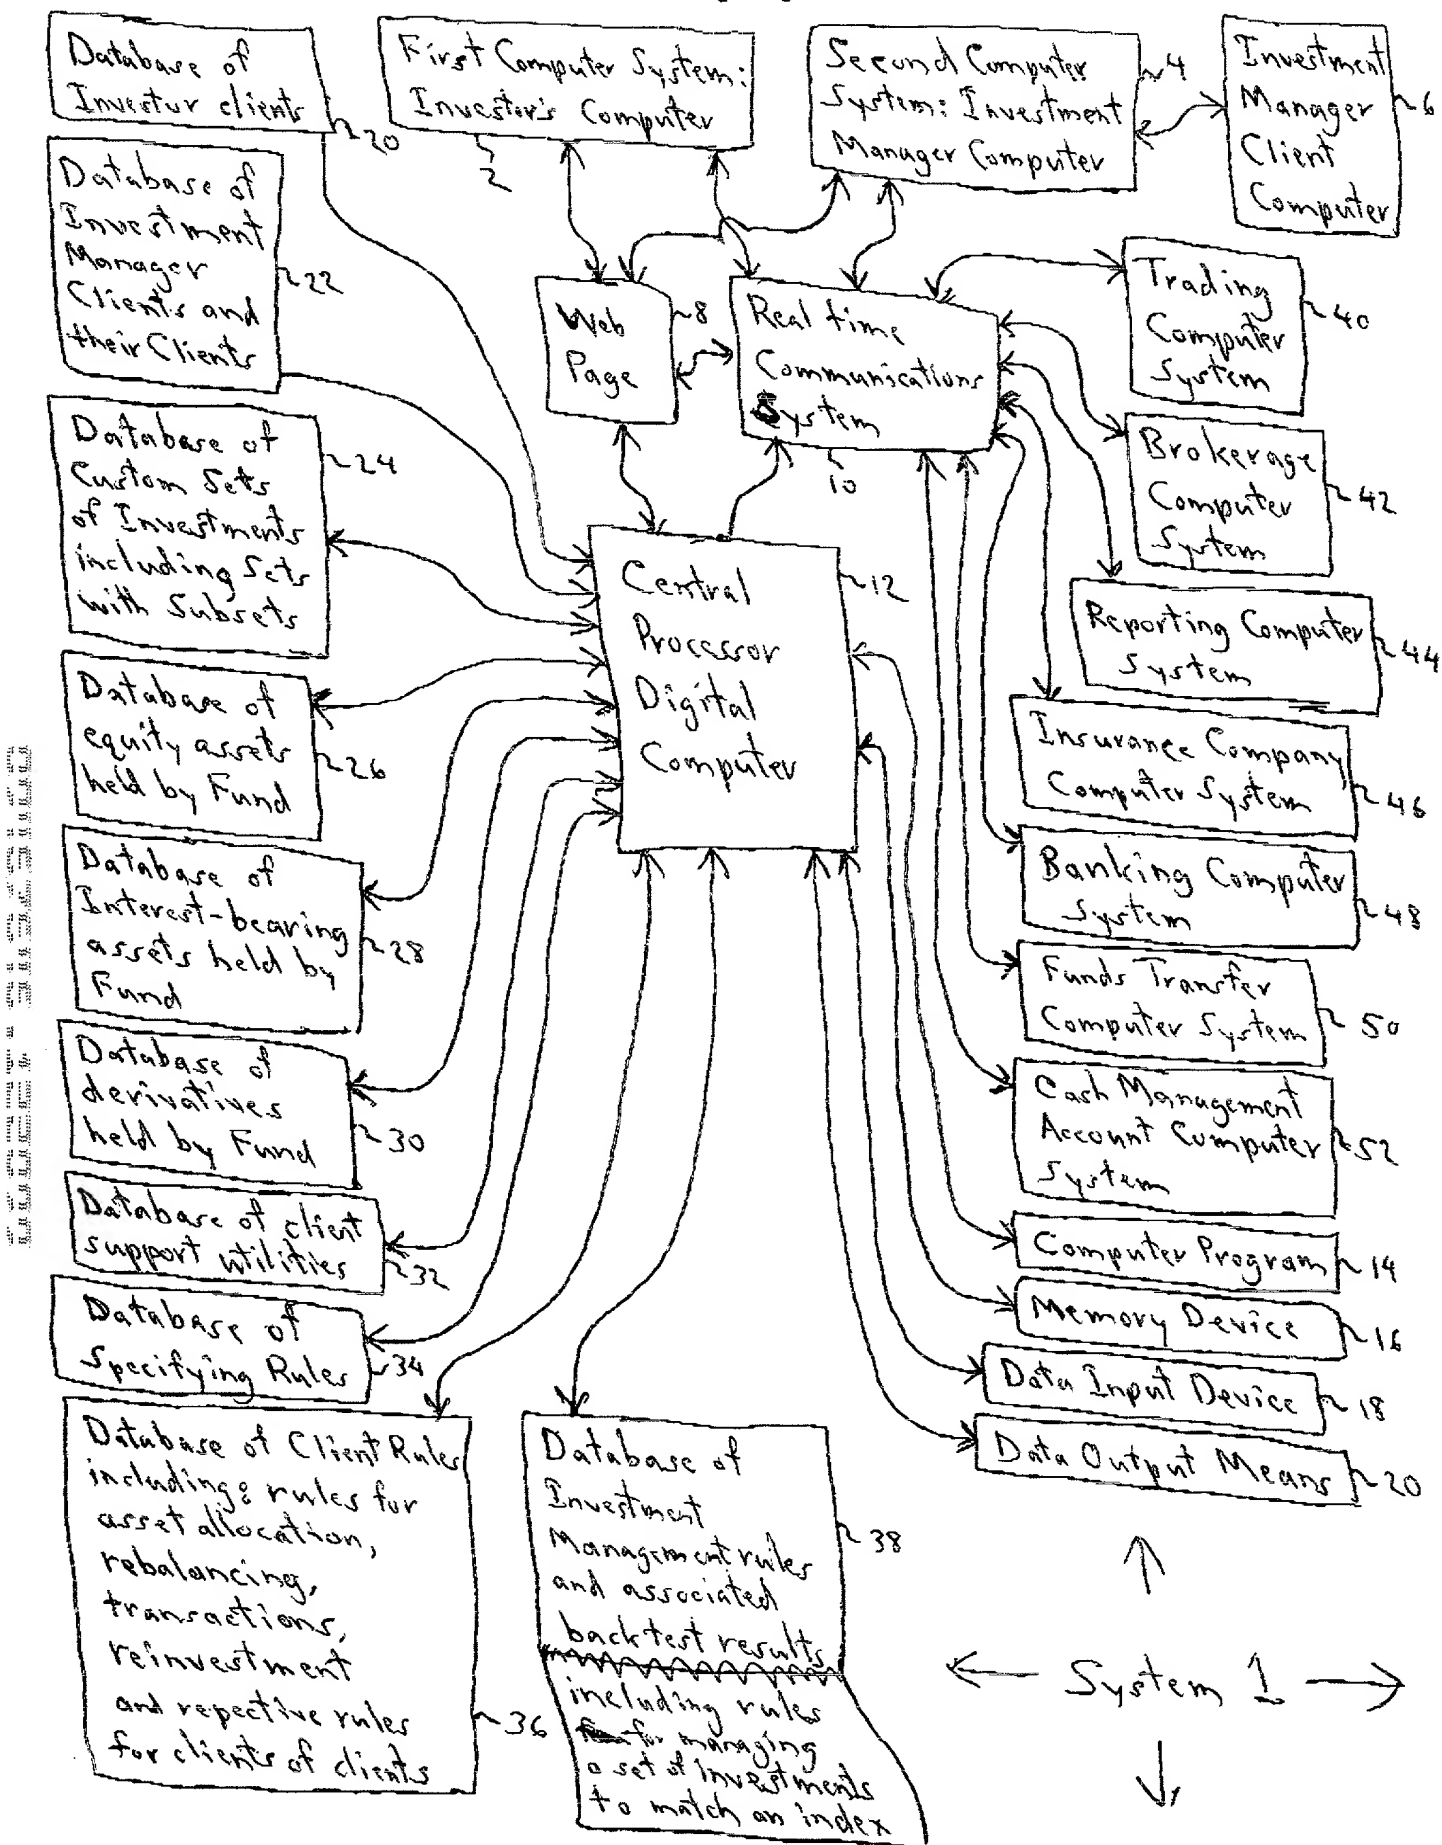 Database of
Investur clients
20
First Computer System:
Investor's Computer
2
Second Computer
System: Investment
Manager Computer
4
Investment
Manager
Client
Computer
6
Database of
Investment
Manager
Clients and
their Clients
22
Web
Page
8
Real time
Communications
System
10
Trading
Computer
System
40
Database of
Custom Sets
of Investments
including Sets
with Subsets
24
Brokerage
Computer
System
42
Central
Processor
Digital
Computer
12
Reporting Computer
System
44
Database of
equity assets
held by Fund
26
Insurance Company
Computer System
46
Database of
Interest-bearing
assets held by
Fund
28
Banking Computer
System
48
Funds Transfer
Computer System
50
Database of
derivatives
held by Fund
30
Cash Management
Account Computer
System
52
Database of client
support utilities
32
Computer Program
14
Memory Device
16
Database of
Specifying Rules
34
Data Input Device
18
Data Output Means
20
Database of Client Rules
including: rules for
asset allocation,
rebalancing,
transactions,
reinvestment
and repective rules
for clients of clients
36
Database of
Investment
Management rules
and associated
backtest results
including rules
for managing
a set of investments
to match an index
38
System 1